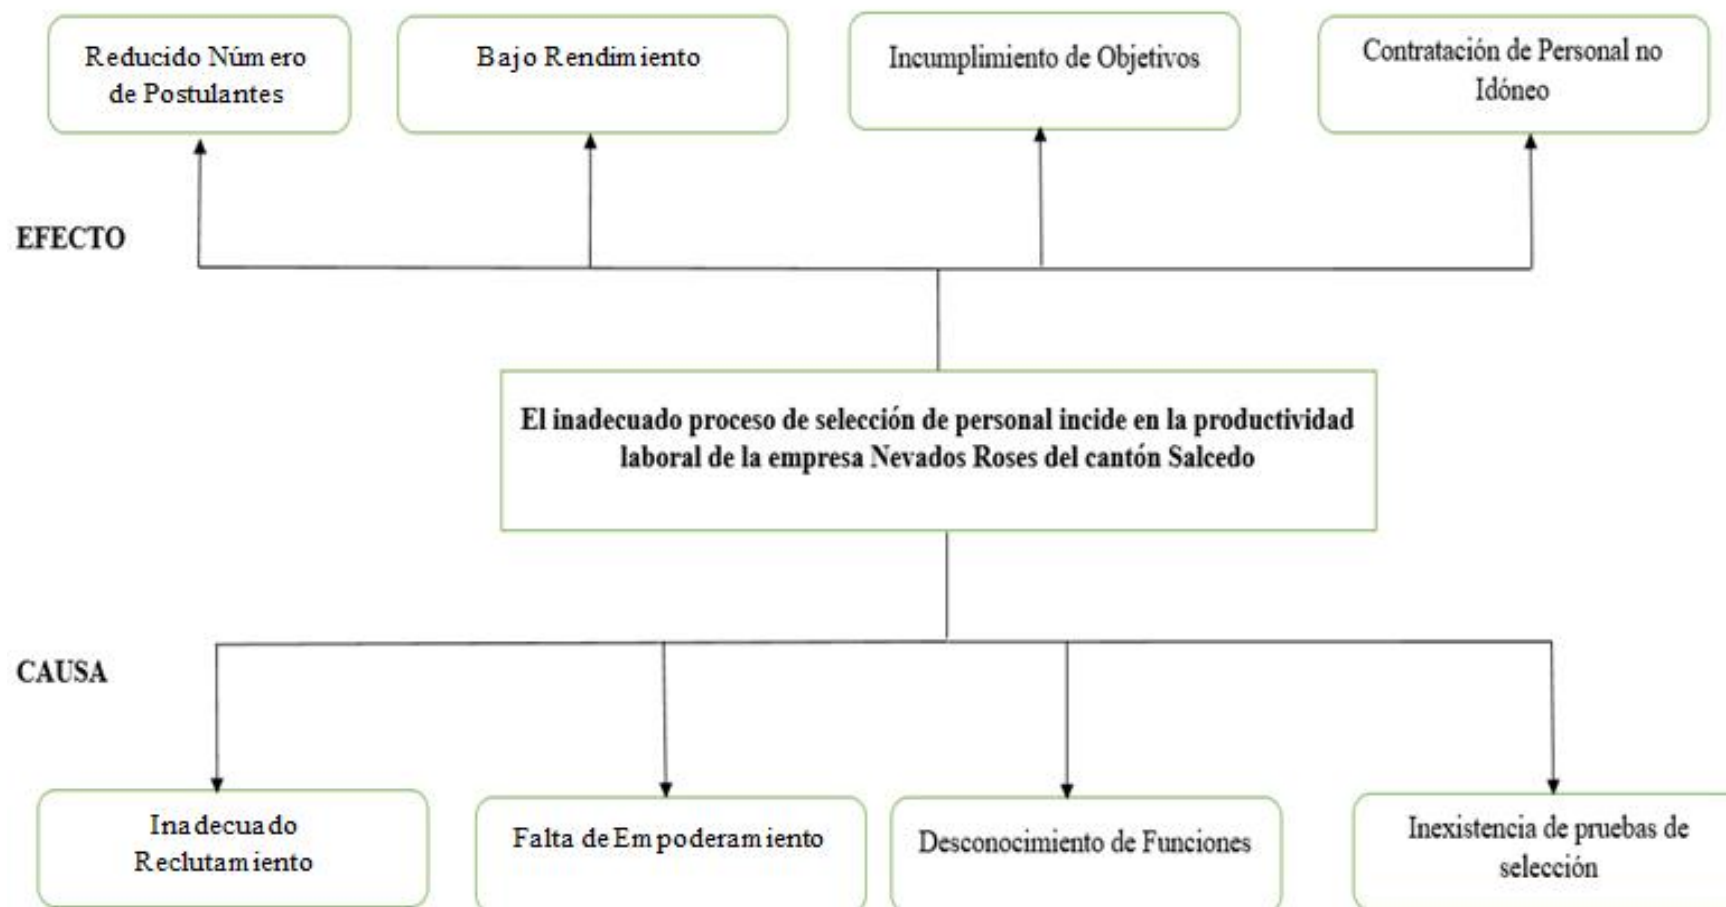 Reducido Número
de Postulantes
Bajo Rendimiento
Incumplimiento de Objetivos
Contratación de Personal no
Idóneo
EFECTO
El inadecuado proceso de selección de personal incide en la productividad
laboral de la empresa Nevados Roses del cantón Salcedo
CAUSA
Inadecuado
Reclutamiento
Falta de Empoderamiento
Desconocimiento de Funciones
Inexistencia de pruebas de
selección